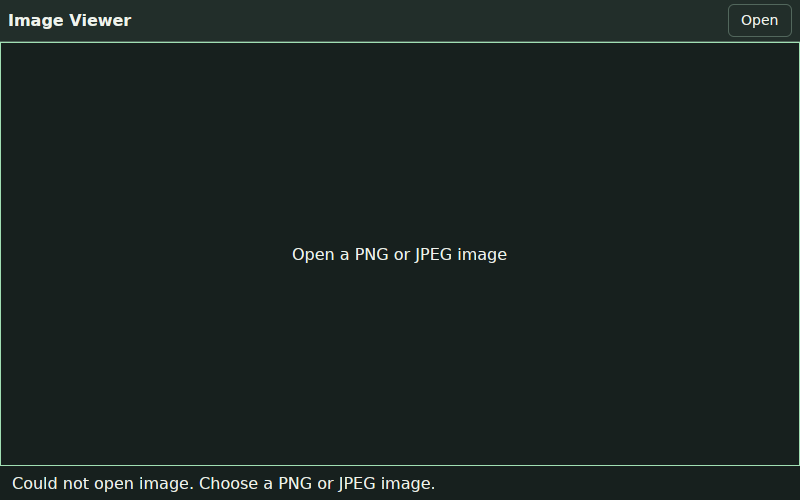 Image Viewer
Open
Open a PNG or JPEG image
Could not open image. Choose a PNG or JPEG image.